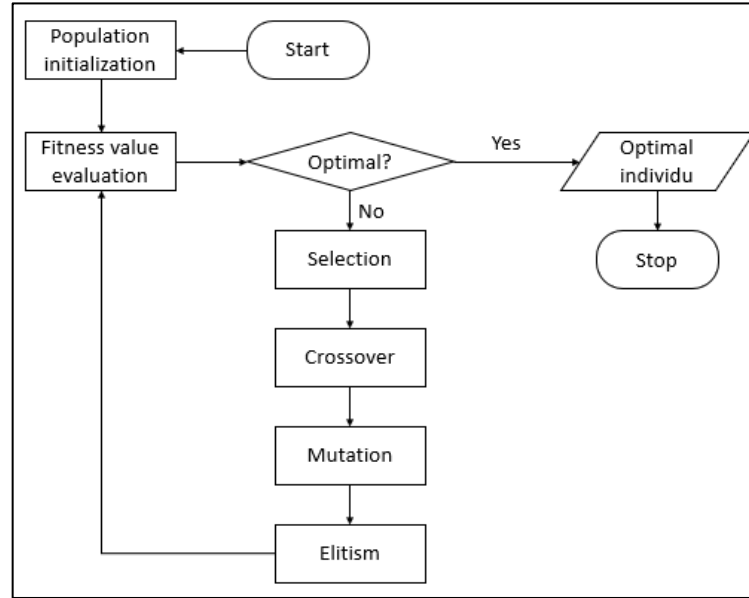 Population
initialization
Start
Fitness value
evaluation
Optimal?
Yes
Optimal
individu
No
Selection
Stop
Crossover
Mutation
Elitism